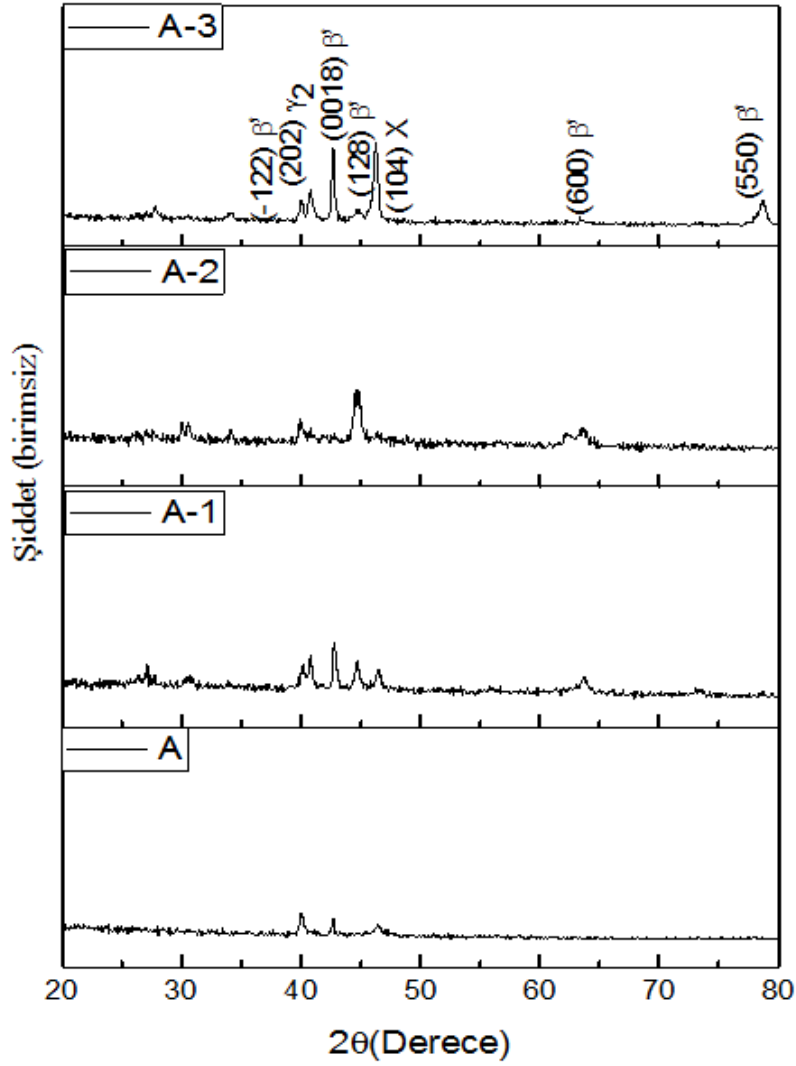 A-3
(-122) β'
(202) γ2
(0018) β'
(128) β'
(104) X
(600) β'
(550) β'
A-2
A-1
A
Şiddet (birimsiz)
20 30 40 50 60 70 80
2θ(Derece)